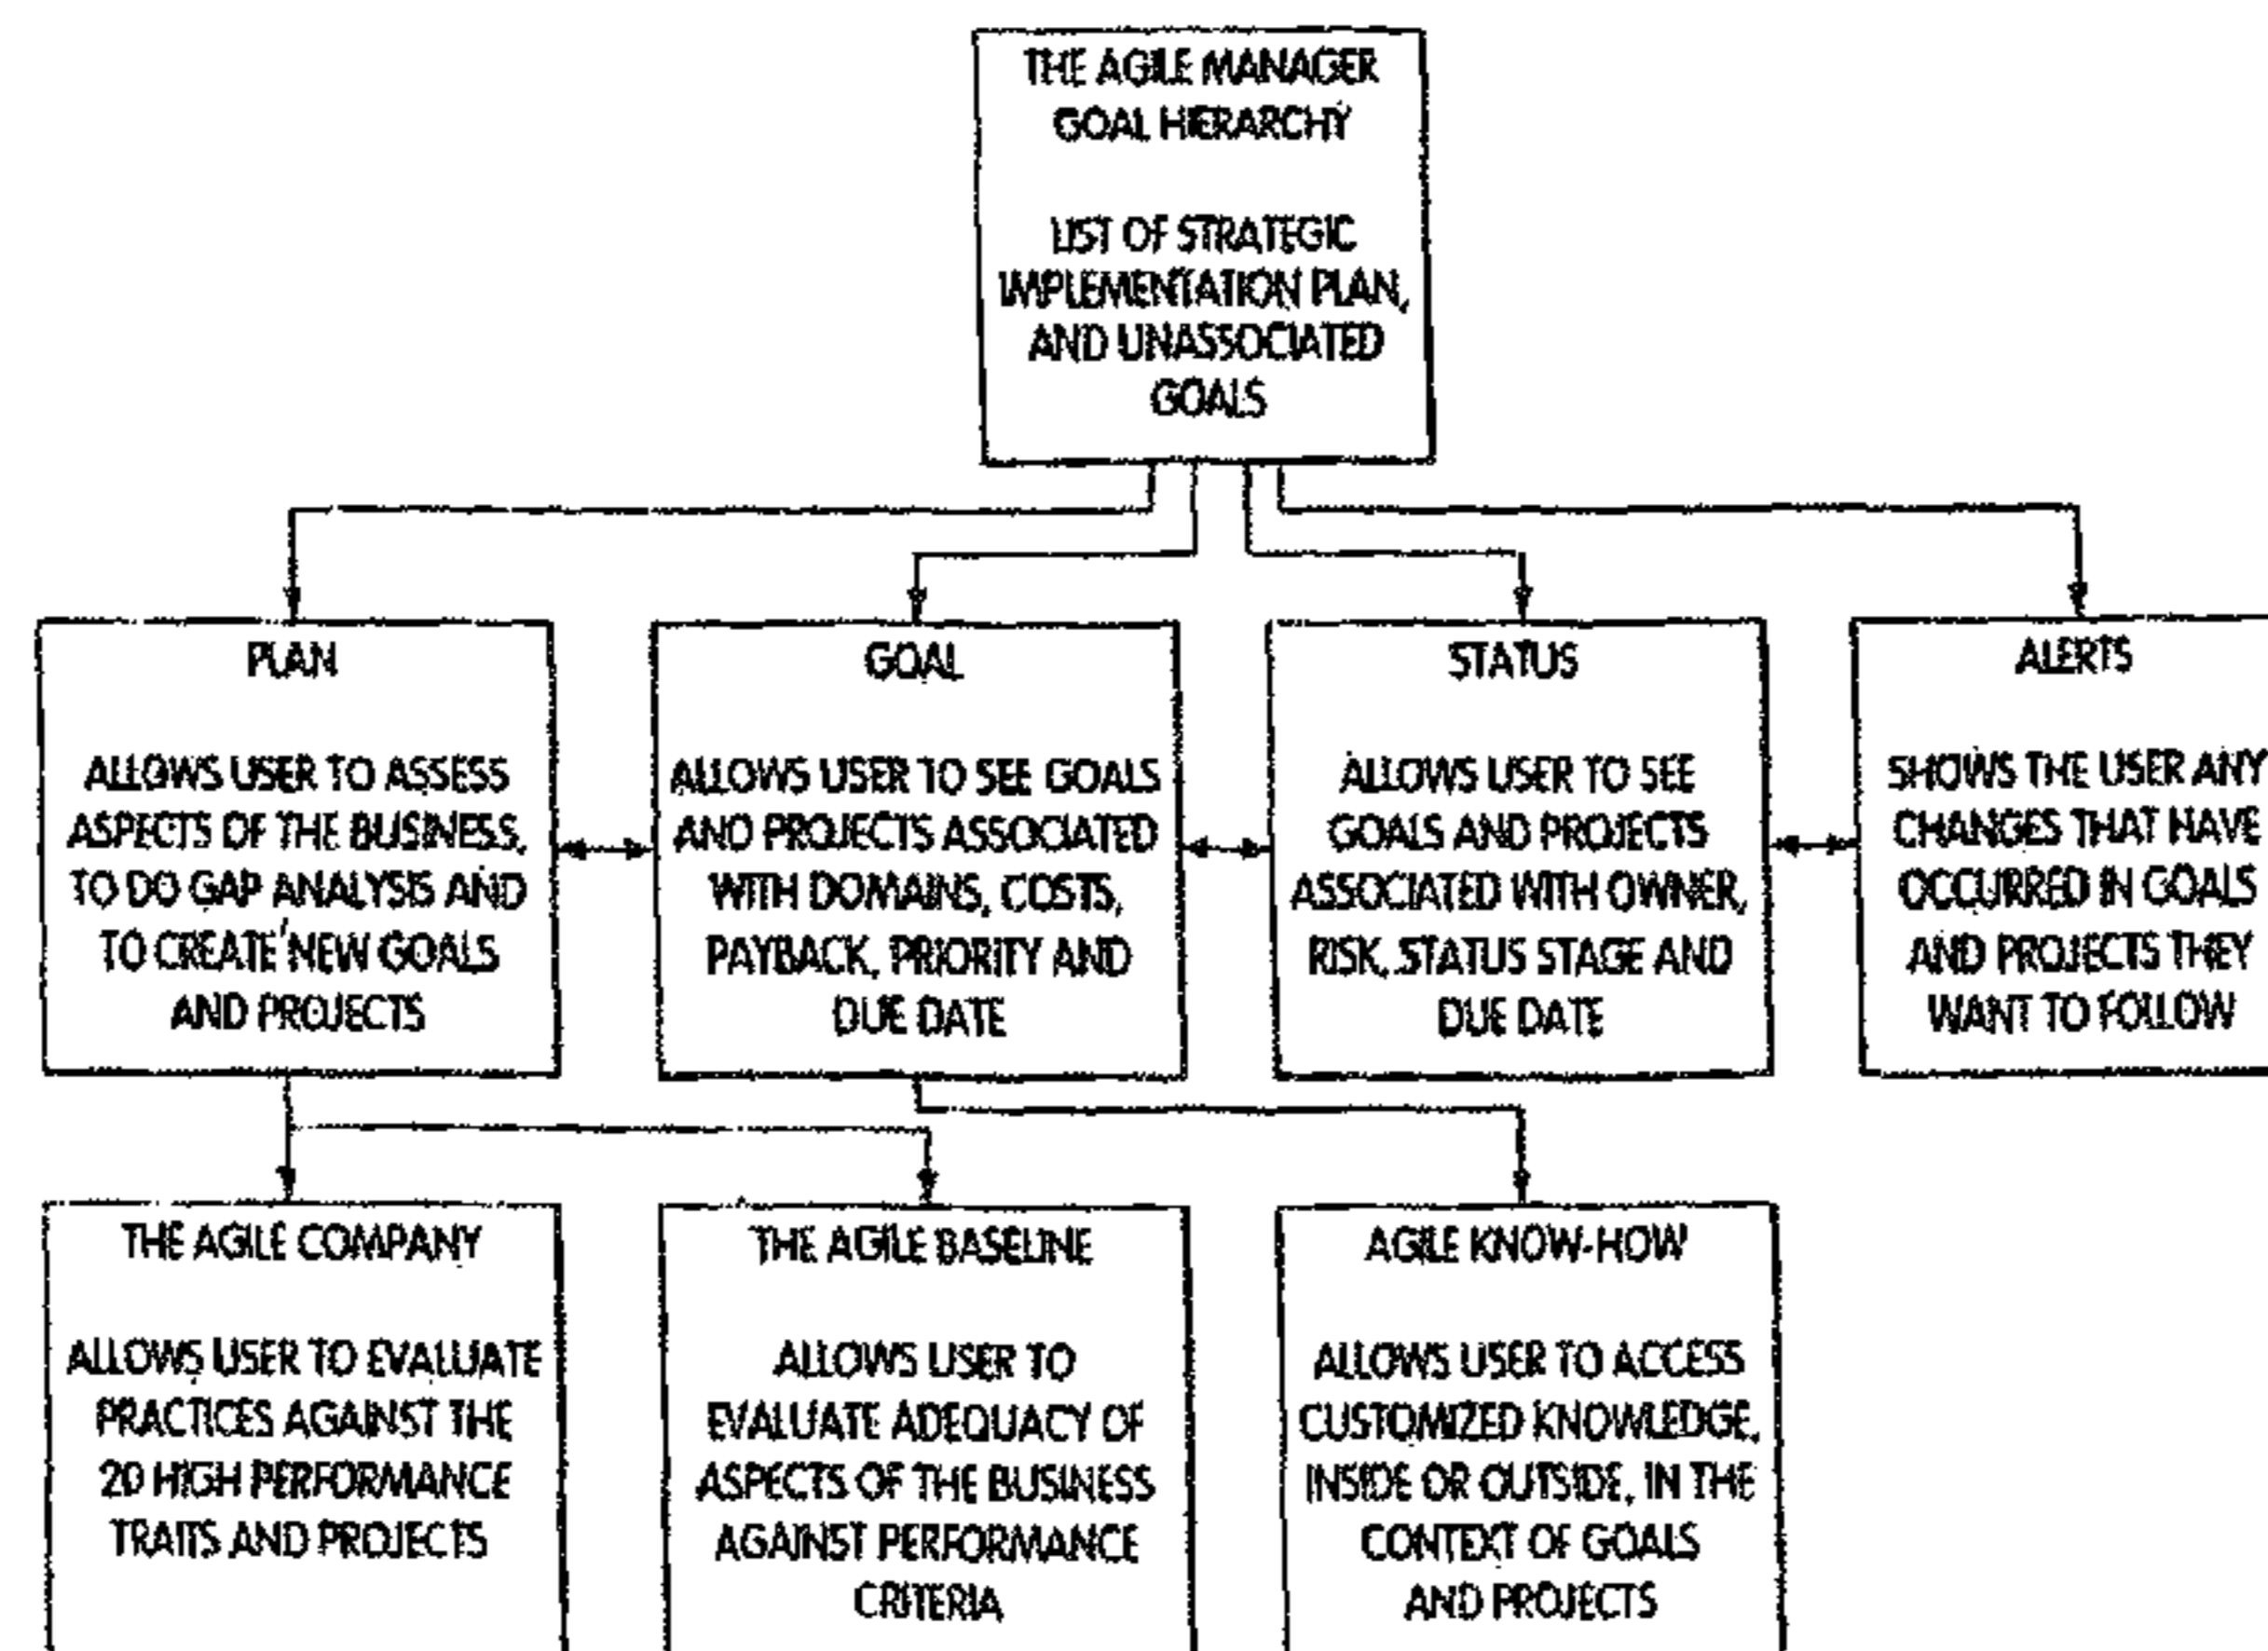 THE AGILE MANAGER
GOAL HIERARCHY
LIST OF STRATEGIC
IMPLEMENTATION PLAN,
AND UNASSOCIATED
GOALS
PLAN
ALLOWS USER TO ASSESS
ASPECTS OF THE BUSINESS,
TO DO GAP ANALYSIS AND
TO CREATE NEW GOALS
AND PROJECTS
GOAL
ALLOWS USER TO SEE GOALS
AND PROJECTS ASSOCIATED
WITH DOMAINS, COSTS,
PAYBACK, PRIORITY AND
DUE DATE
STATUS
ALLOWS USER TO SEE
GOALS AND PROJECTS
ASSOCIATED WITH OWNER,
RISK, STATUS STAGE AND
DUE DATE
ALERTS
SHOWS THE USER ANY
CHANGES THAT HAVE
OCCURRED IN GOALS
AND PROJECTS THEY
WANT TO FOLLOW
THE AGILE COMPANY
ALLOWS USER TO EVALUATE
PRACTICES AGAINST THE
20 HIGH PERFORMANCE
TRAITS AND PROJECTS
THE AGILE BASELINE
ALLOWS USER TO
EVALUATE ADEQUACY OF
ASPECTS OF THE BUSINESS
AGAINST PERFORMANCE
CRITERIA
AGILE KNOW-HOW
ALLOWS USER TO ACCESS
CUSTOMIZED KNOWLEDGE,
INSIDE OR OUTSIDE, IN THE
CONTEXT OF GOALS
AND PROJECTS